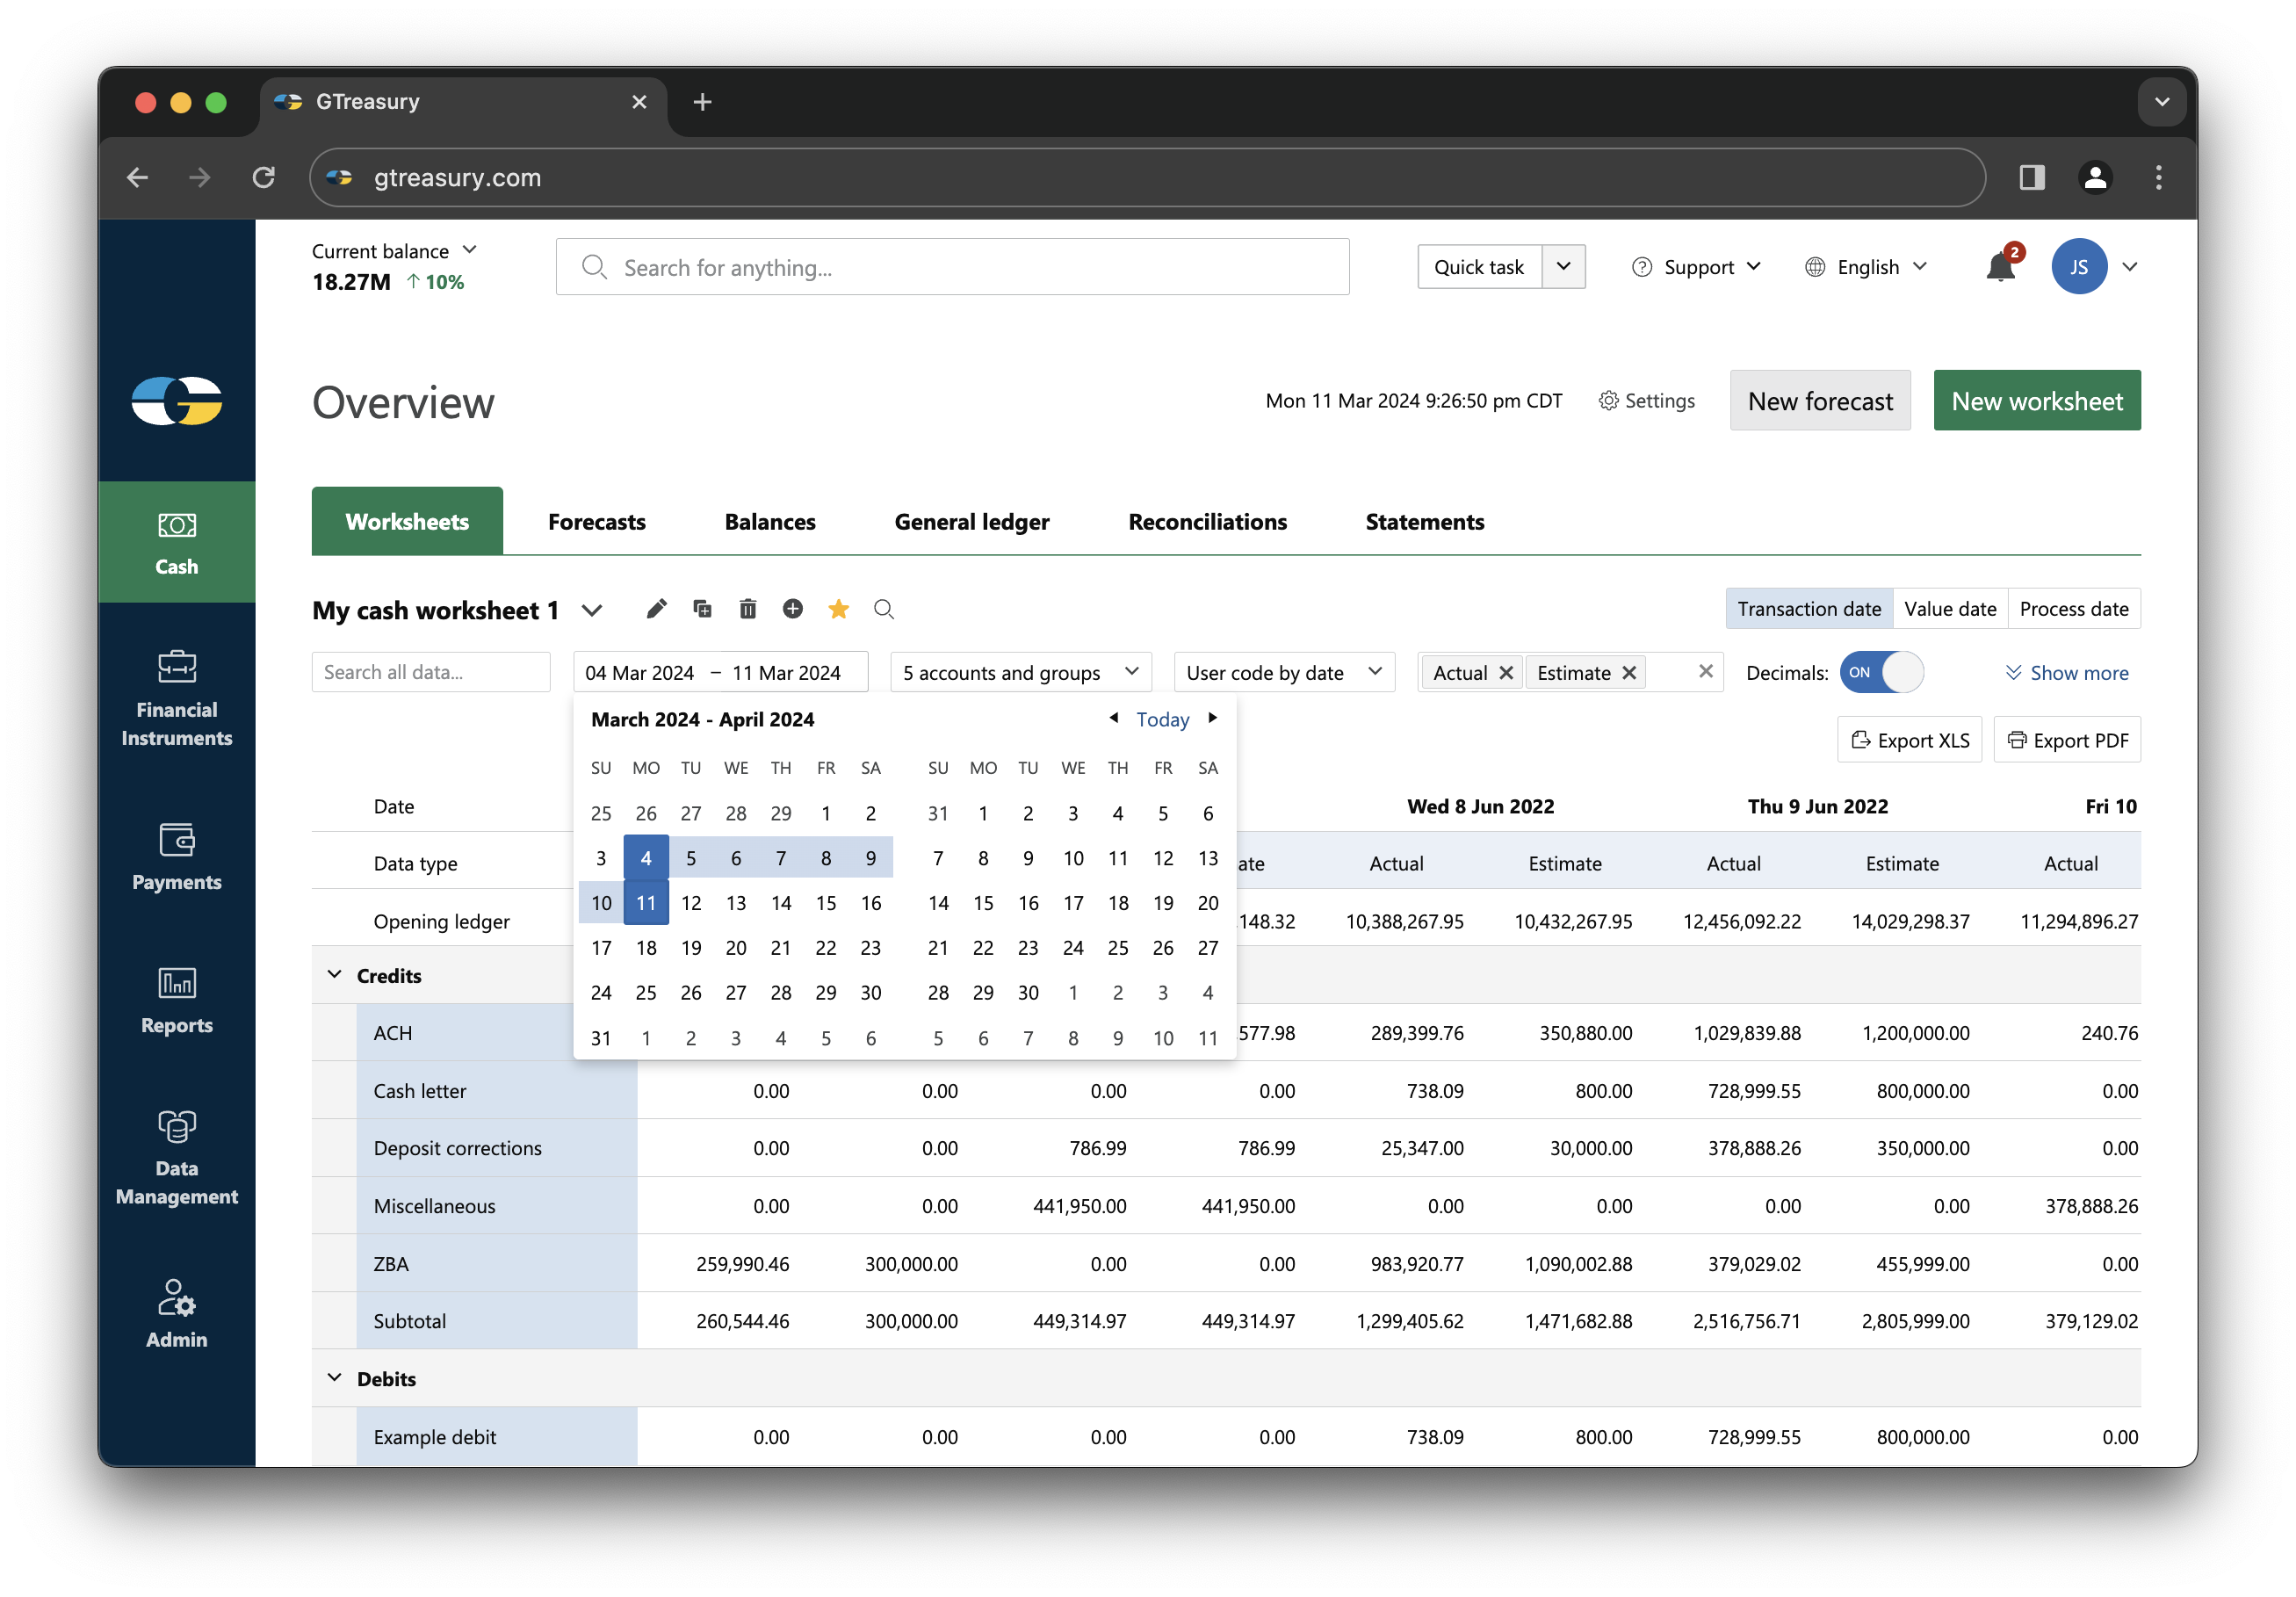 GTreasury
gtreasury.com
Current balance
18.27M ↑ 10%
Search for anything...
Quick task
Support
English
2
JS
Overview
Mon 11 Mar 2024 9:26:50 pm CDT
Settings
New forecast
New worksheet
Cash
Financial
Instruments
Payments
Reports
Data
Management
Admin
Worksheets Forecasts Balances General ledger Reconciliations Statements
My cash worksheet 1
Transaction date Value date Process date
Search all data...
04 Mar 2024 – 11 Mar 2024
5 accounts and groups
User code by date
Actual Estimate
Decimals: ON
Show more
Export XLS Export PDF
March 2024 - April 2024
Today
SU MO TU WE TH FR SA SU MO TU WE TH FR SA
25 26 27 28 29 1 2 31 1 2 3 4 5 6
3 4 5 6 7 8 9 7 8 9 10 11 12 13
10 11 12 13 14 15 16 14 15 16 17 18 19 20
17 18 19 20 21 22 23 21 22 23 24 25 26 27
24 25 26 27 28 29 30 28 29 30 1 2 3 4
31 1 2 3 4 5 6 5 6 7 8 9 10 11
Date Wed 8 Jun 2022 Thu 9 Jun 2022 Fri 10
Data type ate Actual Estimate Actual Estimate Actual
Opening ledger 148.32 10,388,267.95 10,432,267.95 12,456,092.22 14,029,298.37 11,294,896.27
Credits
ACH 577.98 289,399.76 350,880.00 1,029,839.88 1,200,000.00 240.76
Cash letter 0.00 0.00 0.00 0.00 738.09 800.00 728,999.55 800,000.00 0.00
Deposit corrections 0.00 0.00 786.99 786.99 25,347.00 30,000.00 378,888.26 350,000.00 0.00
Miscellaneous 0.00 0.00 441,950.00 441,950.00 0.00 0.00 0.00 0.00 378,888.26
ZBA 259,990.46 300,000.00 0.00 0.00 983,920.77 1,090,002.88 379,029.02 455,999.00 0.00
Subtotal 260,544.46 300,000.00 449,314.97 449,314.97 1,299,405.62 1,471,682.88 2,516,756.71 2,805,999.00 379,129.02
Debits
Example debit 0.00 0.00 0.00 0.00 738.09 800.00 728,999.55 800,000.00 0.00